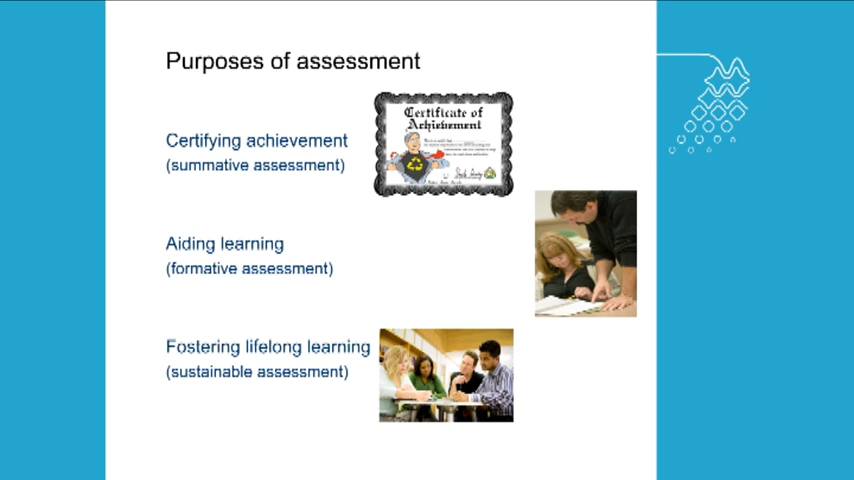 Purposes of assessment
Certifying achievement
(summative assessment)
Certificate of
Achievement
Aiding learning
(formative assessment)
Fostering lifelong learning
(sustainable assessment)